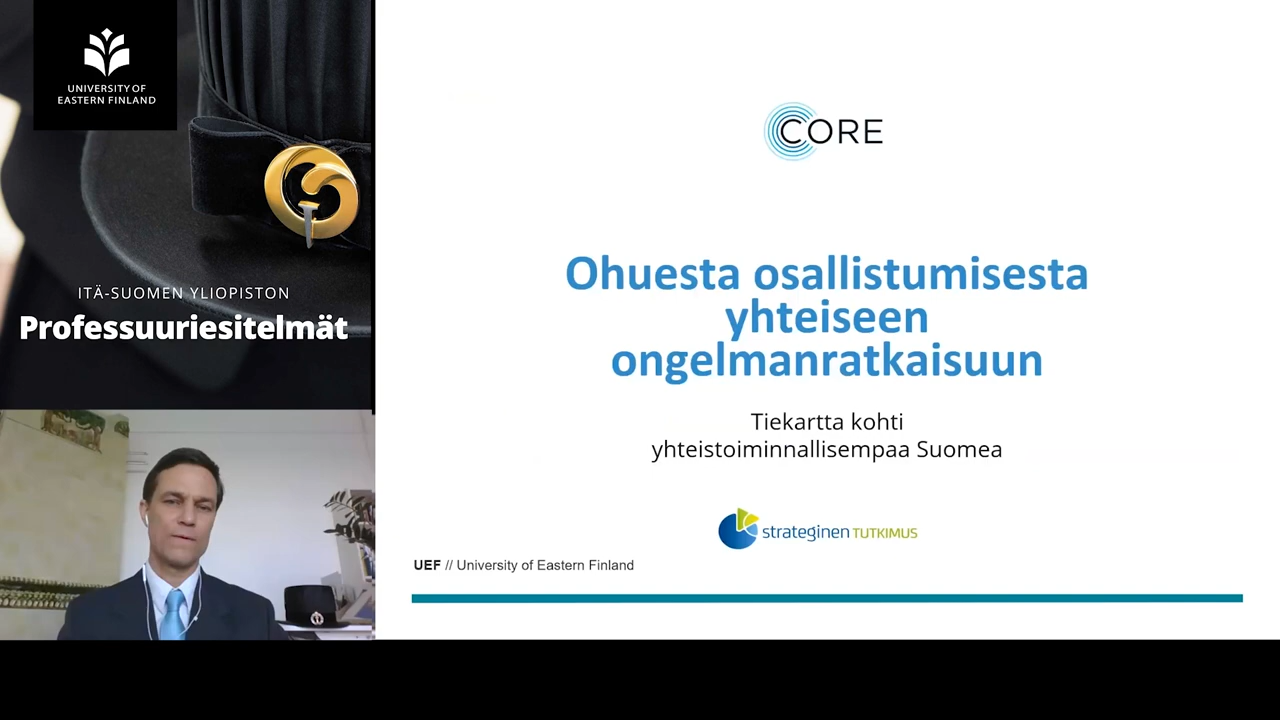 UNIVERSITY OF
EASTERN FINLAND
ITÄ-SUOMEN YLIOPISTON
Professuuriesitelmät
CORE
Ohuesta osallistumisesta
yhteiseen
ongelmanratkaisuun
Tiekartta kohti
yhteistoiminnallisempaa Suomea
strateginen TUTKIMUS
UEF // University of Eastern Finland